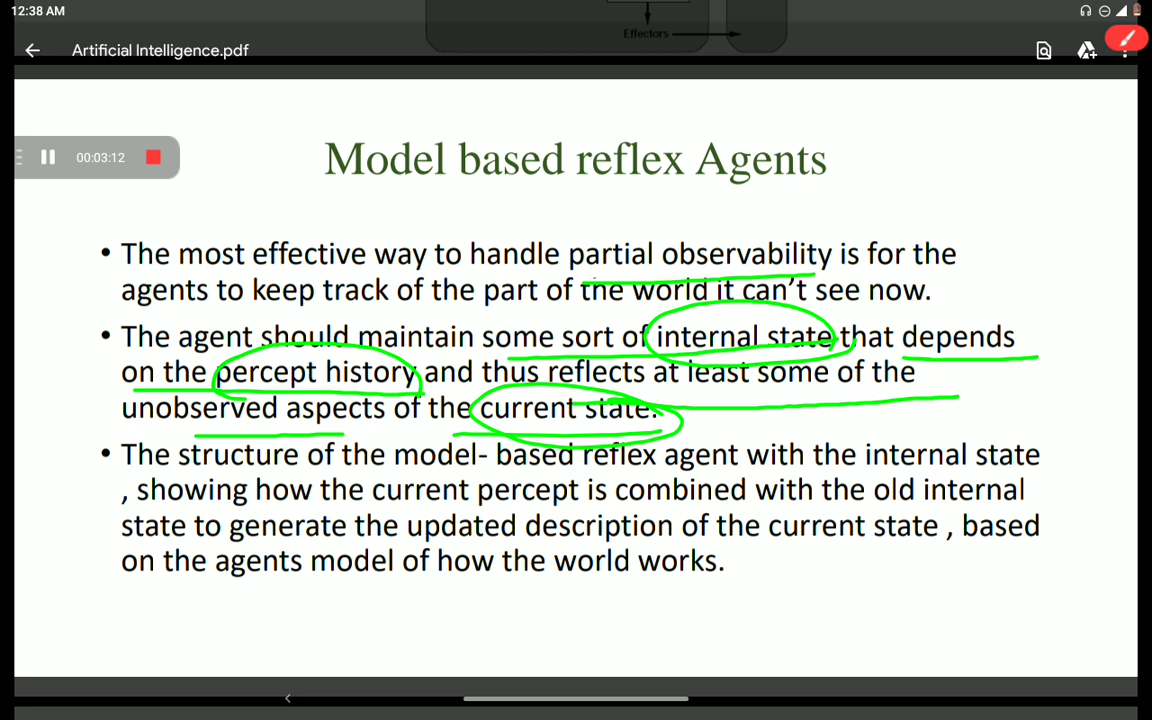 12:38 AM
Effectors
Artificial Intelligence.pdf
00:03:12
Model based reflex Agents
• The most effective way to handle partial observability is for the
agents to keep track of the part of the world it can't see now.
• The agent should maintain some sort of internal state that depends
on the percept history and thus reflects at least some of the
unobserved aspects of the current state.
• The structure of the model- based reflex agent with the internal state
, showing how the current percept is combined with the old internal
state to generate the updated description of the current state , based
on the agents model of how the world works.